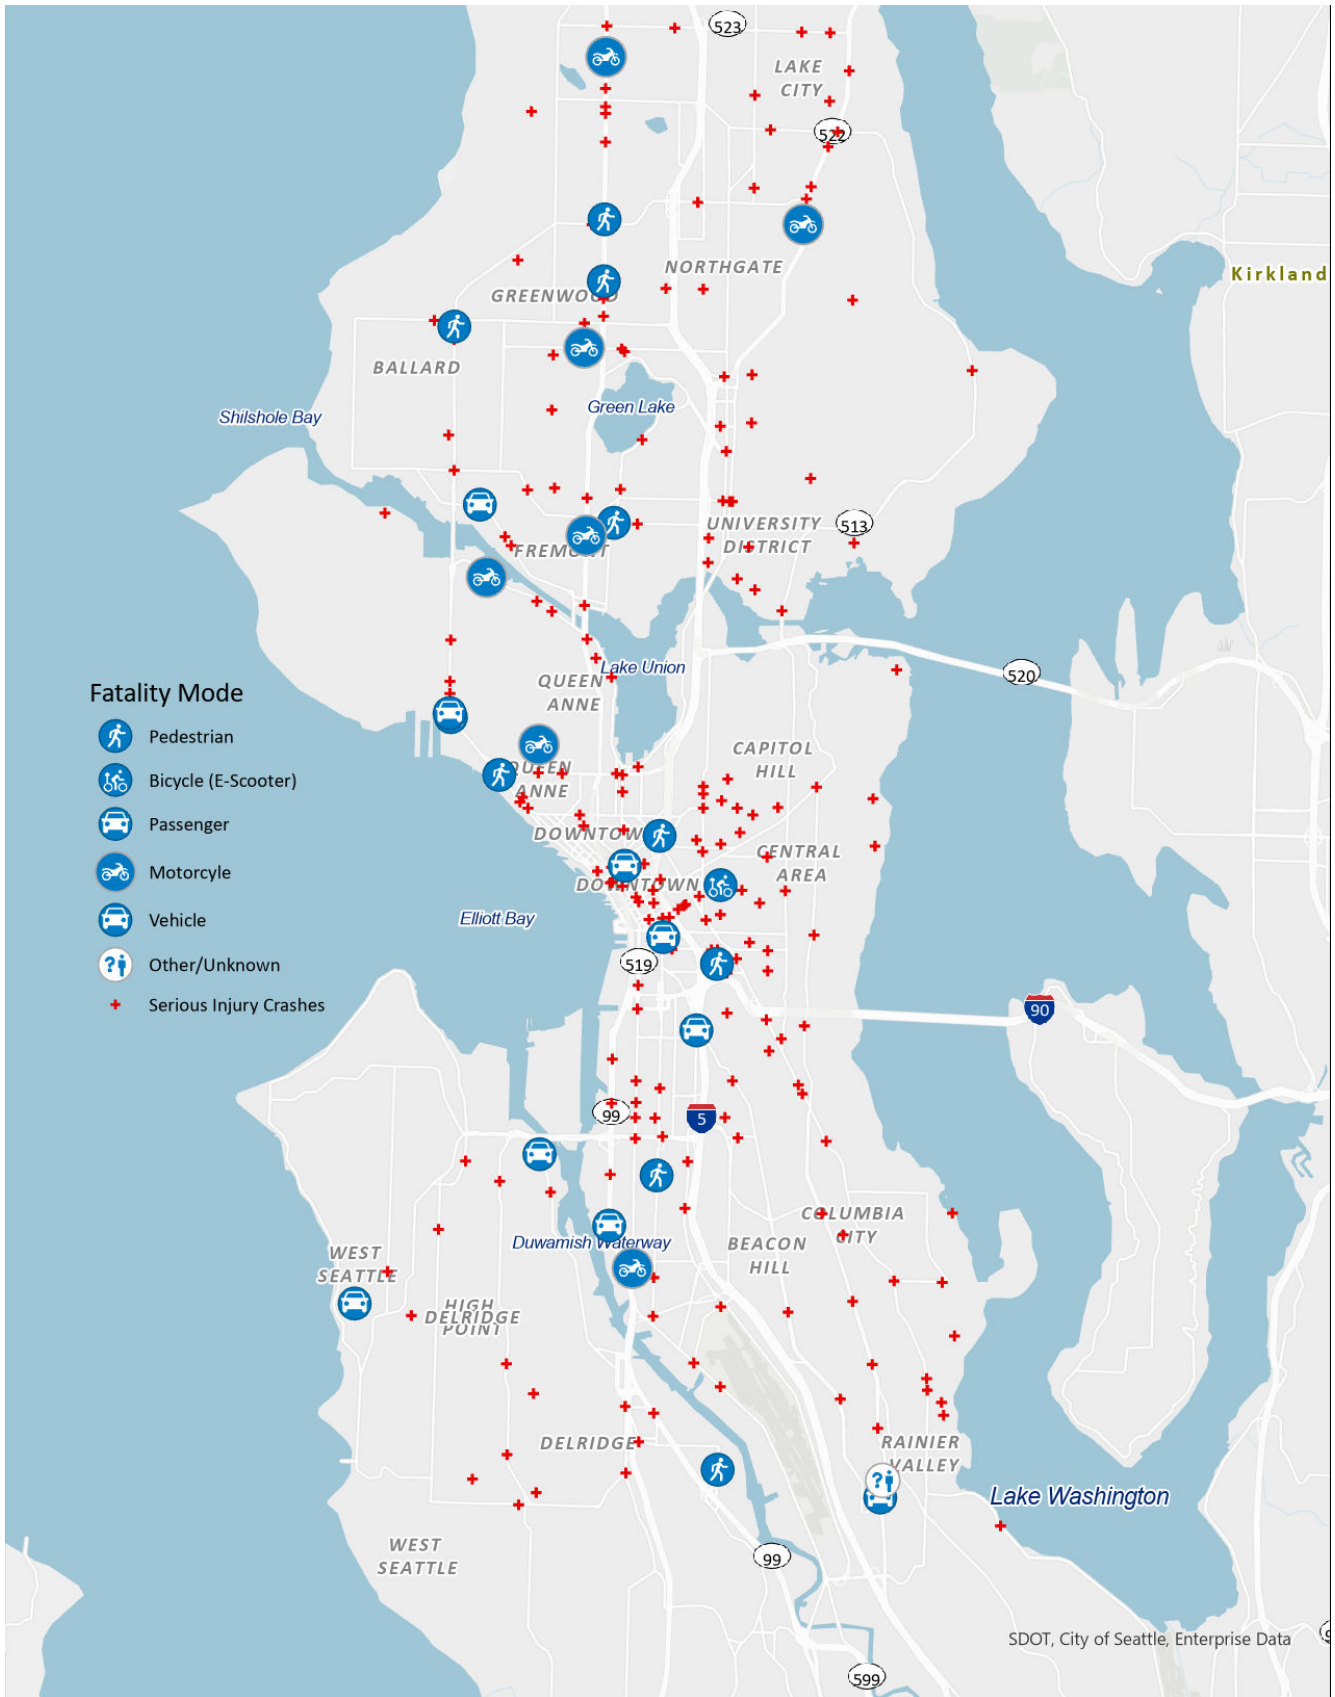 523
LAKE
CITY
522
NORTHGATE
Kirkland
GREENWOOD
BALLARD
Green Lake
Shilshole Bay
UNIVERSITY
DISTRICT
513
FREMONT
Lake Union
520
QUEEN
ANNE
Fatality Mode
Pedestrian
Bicycle (E-Scooter)
Passenger
Motorcyle
Vehicle
Other/Unknown
Serious Injury Crashes
CAPITOL
HILL
QUEEN
ANNE
DOWNTOWN
CENTRAL
AREA
DOWNTOWN
Elliott Bay
519
90
99
5
COLUMBIA
CITY
Duwamish Waterway
BEACON
HILL
WEST
SEATTLE
HIGH
POINT
DELRIDGE
DELRIDGE
RAINIER
VALLEY
Lake Washington
WEST
SEATTLE
99
SDOT, City of Seattle, Enterprise Data
599